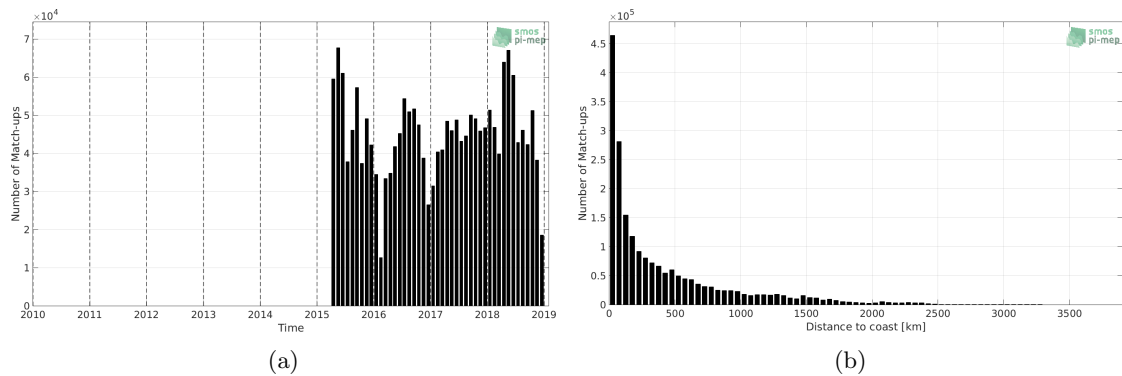 ×10⁴
smos
pi-mep
7
6
5
4
3
2
1
0
Number of Match-ups
2010 2011 2012 2013 2014 2015 2016 2017 2018 2019
Time
(a)
×10⁵
smos
pi-mep
4.5
4
3.5
3
2.5
2
1.5
1
0.5
0
Number of Match-ups
0 500 1000 1500 2000 2500 3000 3500
Distance to coast [km]
(b)